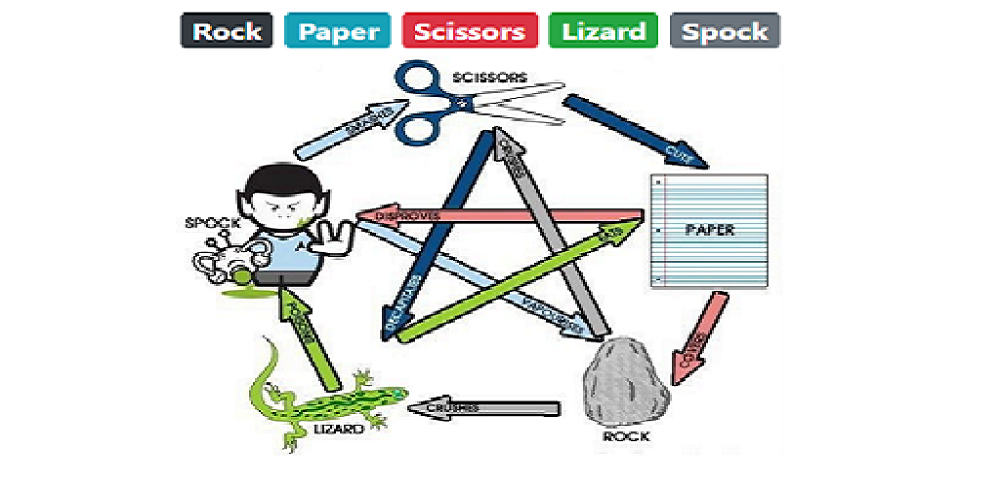 Rock Paper Scissors Lizard Spock
SCISSORS
SMASHES
CUTS
CRUSHES
SPOCK
DISPROVES
EATS
PAPER
DECAPITATES
VAPOURISES
POISONS
COVERS
CRUSHES
LIZARD
ROCK